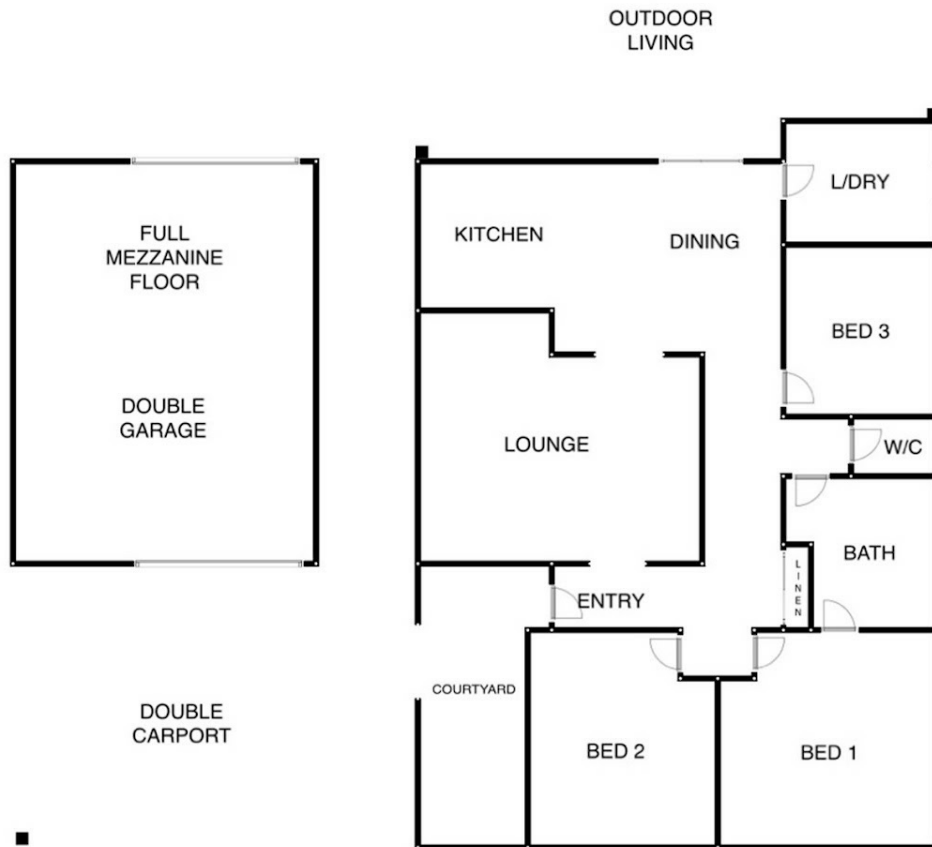 OUTDOOR
LIVING
L/DRY
FULL
MEZZANINE
FLOOR
KITCHEN
DINING
BED 3
DOUBLE
GARAGE
LOUNGE
W/C
BATH
LINEN
ENTRY
COURTYARD
DOUBLE
CARPORT
BED 2
BED 1